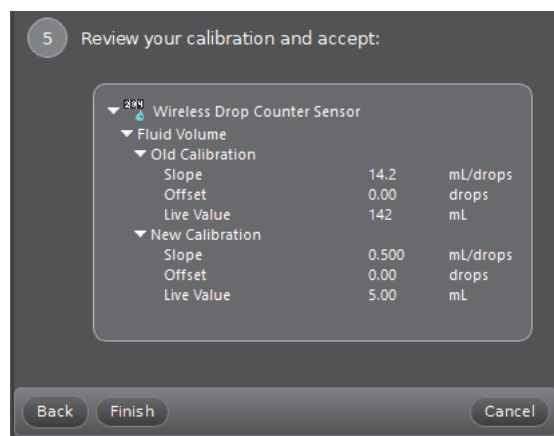 5 Review your calibration and accept:
Wireless Drop Counter Sensor
Fluid Volume
Old Calibration
Slope 14.2 mL/drops
Offset 0.00 drops
Live Value 142 mL
New Calibration
Slope 0.500 mL/drops
Offset 0.00 drops
Live Value 5.00 mL
Back Finish Cancel